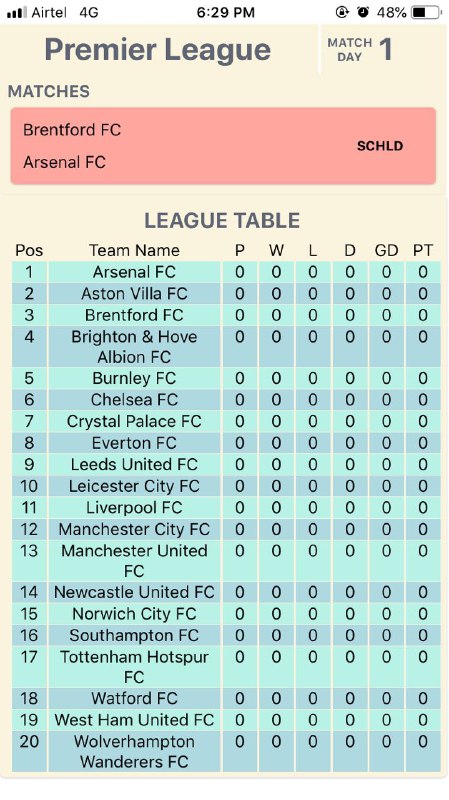 Airtel 4G 6:29 PM 48%
Premier League MATCH DAY 1
MATCHES
Brentford FC
SCHLD
Arsenal FC
LEAGUE TABLE
Pos Team Name P W L D GD PT
1 Arsenal FC 0 0 0 0 0 0
2 Aston Villa FC 0 0 0 0 0 0
3 Brentford FC 0 0 0 0 0 0
4 Brighton & Hove 0 0 0 0 0 0
Albion FC
5 Burnley FC 0 0 0 0 0 0
6 Chelsea FC 0 0 0 0 0 0
7 Crystal Palace FC 0 0 0 0 0 0
8 Everton FC 0 0 0 0 0 0
9 Leeds United FC 0 0 0 0 0 0
10 Leicester City FC 0 0 0 0 0 0
11 Liverpool FC 0 0 0 0 0 0
12 Manchester City FC 0 0 0 0 0 0
13 Manchester United 0 0 0 0 0 0
FC
14 Newcastle United FC 0 0 0 0 0 0
15 Norwich City FC 0 0 0 0 0 0
16 Southampton FC 0 0 0 0 0 0
17 Tottenham Hotspur 0 0 0 0 0 0
FC
18 Watford FC 0 0 0 0 0 0
19 West Ham United FC 0 0 0 0 0 0
20 Wolverhampton 0 0 0 0 0 0
Wanderers FC